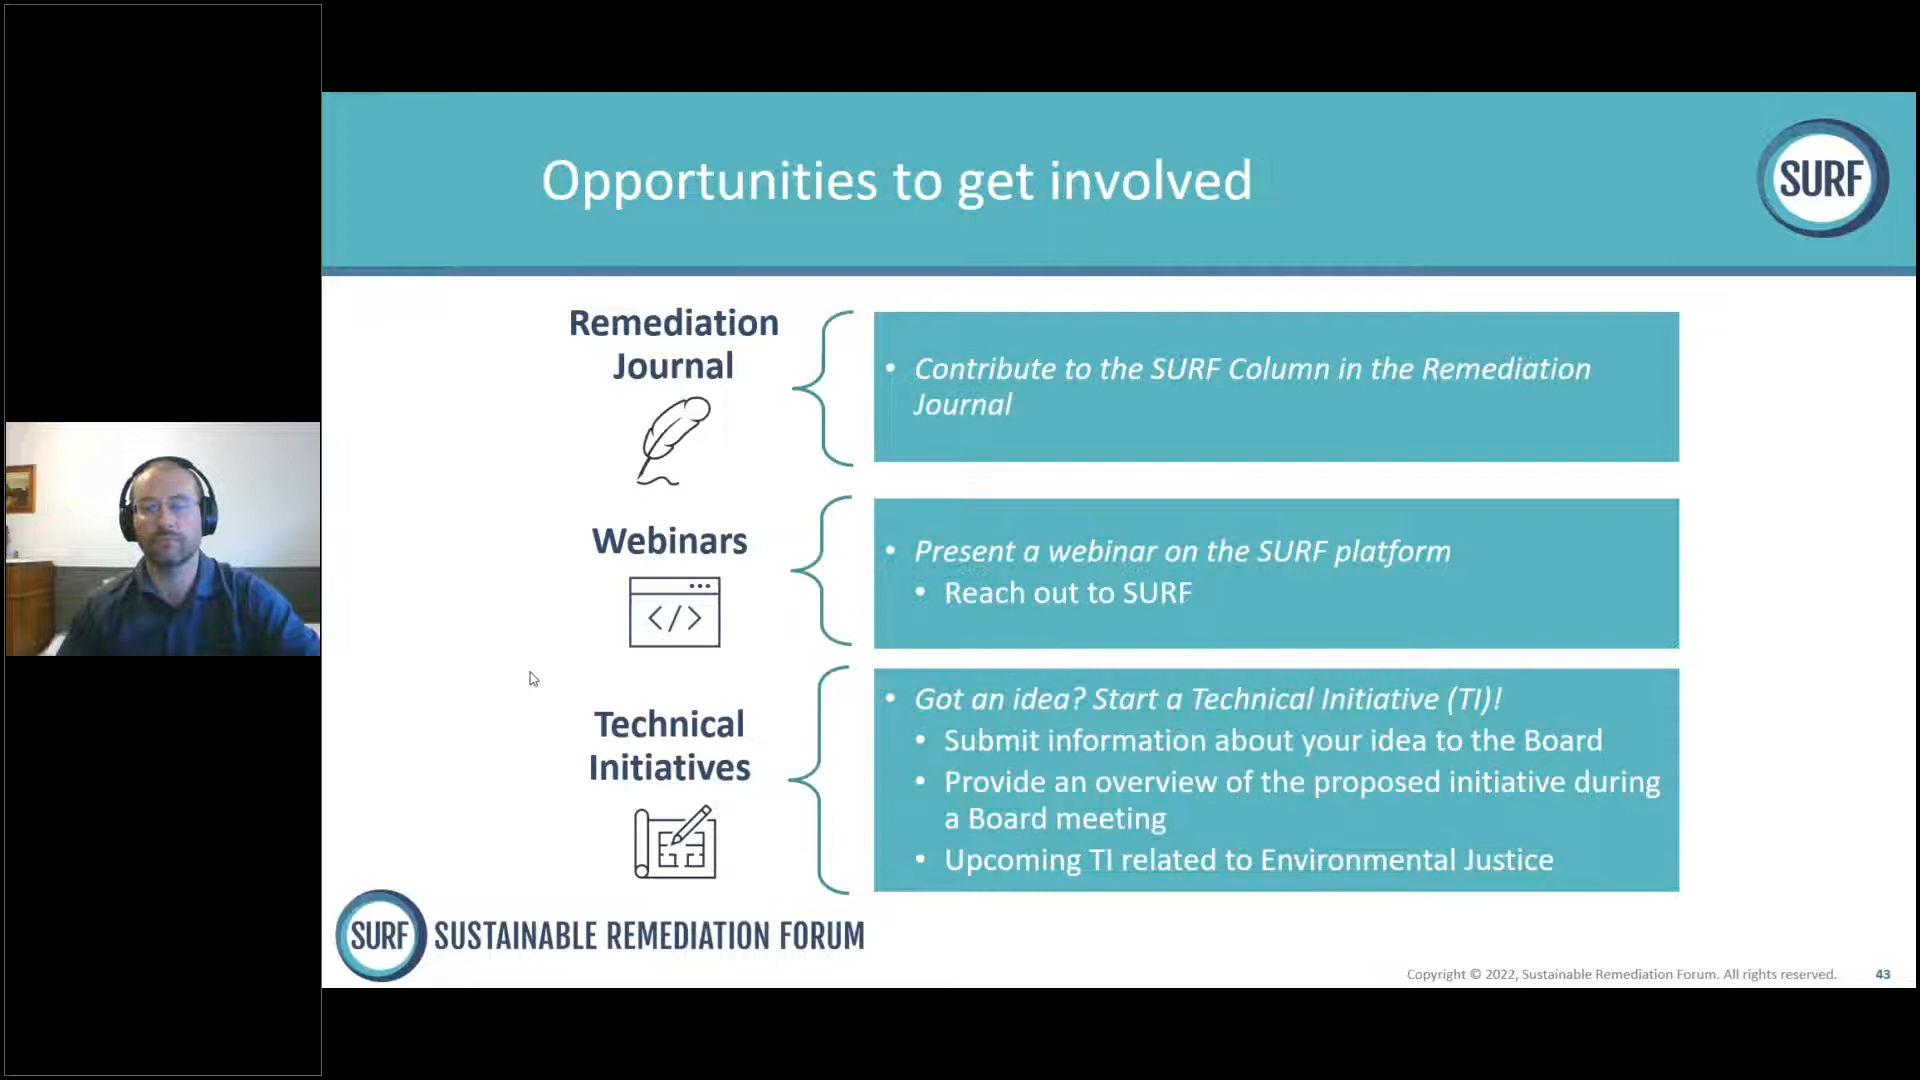 Opportunities to get involved
SURF
Remediation
Journal
• Contribute to the SURF Column in the Remediation
Journal
Webinars
</>
• Present a webinar on the SURF platform
• Reach out to SURF
Technical
Initiatives
• Got an idea? Start a Technical Initiative (TI)!
• Submit information about your idea to the Board
• Provide an overview of the proposed initiative during
a Board meeting
• Upcoming TI related to Environmental Justice
SURF SUSTAINABLE REMEDIATION FORUM
Copyright © 2022, Sustainable Remediation Forum. All rights reserved. 43